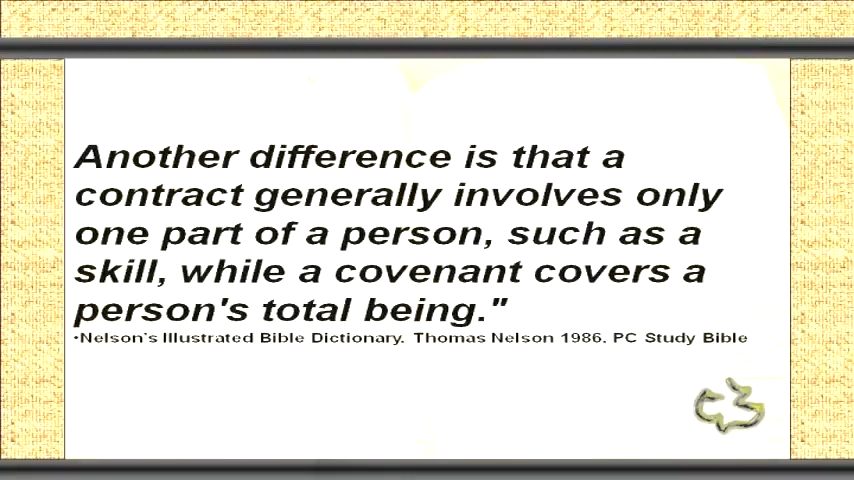 Another difference is that a
contract generally involves only
one part of a person, such as a
skill, while a covenant covers a
person's total being."
•Nelson's Illustrated Bible Dictionary. Thomas Nelson 1986. PC Study Bible